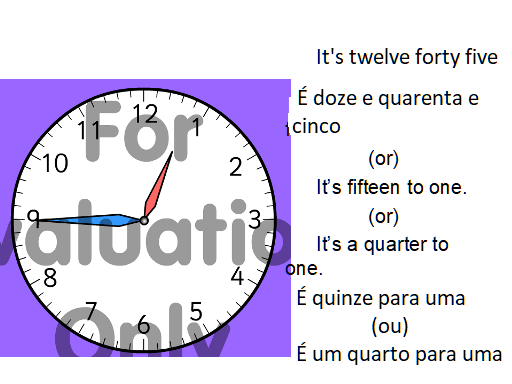 It's twelve forty five
É doze e quarenta e
cinco
(or)
It's fifteen to one.
(or)
It's a quarter to
one.
É quinze para uma
(ou)
É um quarto para uma
For
valuatio
Only
12
1
2
3
4
5
6
7
8
9
10
11